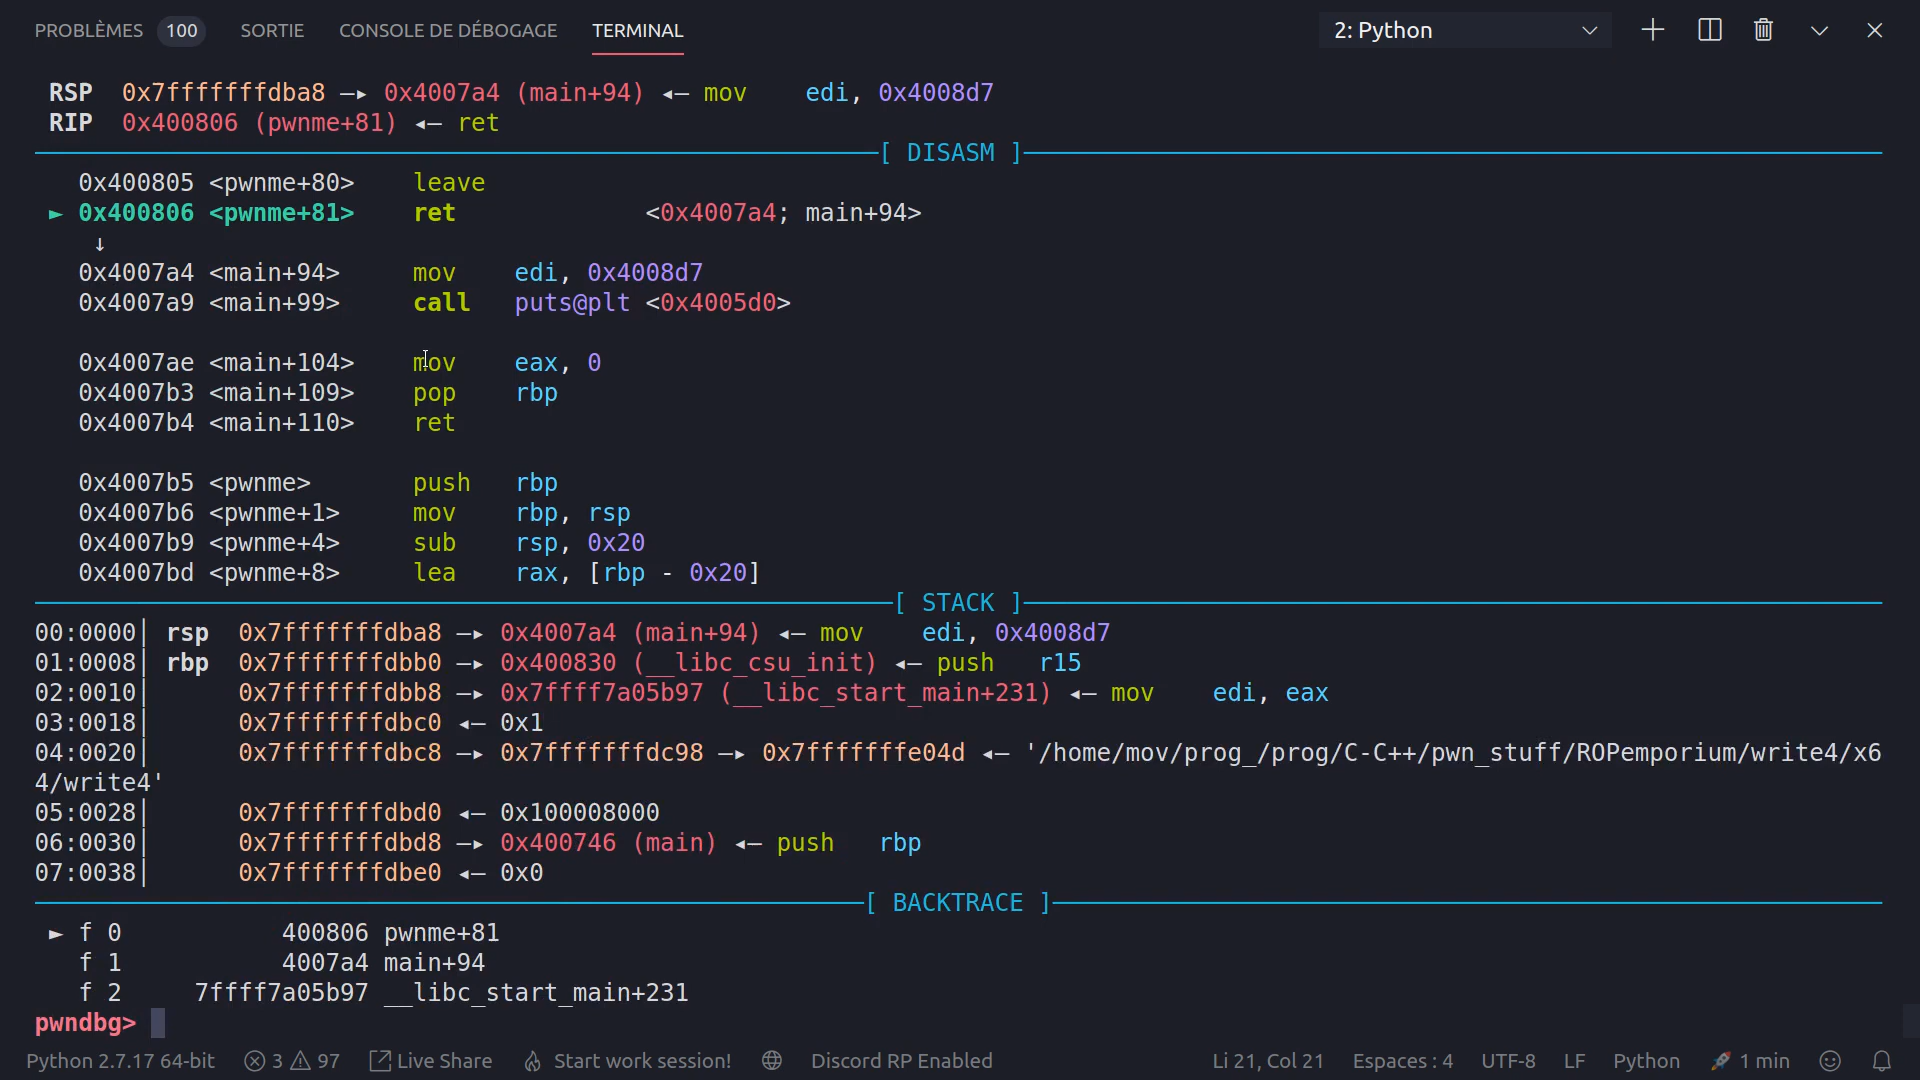 PROBLÈMES 100 SORTIE CONSOLE DE DÉBOGAGE TERMINAL 2: Python
RSP 0x7fffffffdba8 —▸ 0x4007a4 (main+94) ◂— mov edi, 0x4008d7
RIP 0x400806 (pwnme+81) ◂— ret
[ DISASM ]
0x400805 <pwnme+80> leave
► 0x400806 <pwnme+81> ret <0x4007a4; main+94>
↓
0x4007a4 <main+94> mov edi, 0x4008d7
0x4007a9 <main+99> call puts@plt <0x4005d0>
0x4007ae <main+104> mov eax, 0
0x4007b3 <main+109> pop rbp
0x4007b4 <main+110> ret
0x4007b5 <pwnme> push rbp
0x4007b6 <pwnme+1> mov rbp, rsp
0x4007b9 <pwnme+4> sub rsp, 0x20
0x4007bd <pwnme+8> lea rax, [rbp - 0x20]
[ STACK ]
00:0000│ rsp 0x7fffffffdba8 —▸ 0x4007a4 (main+94) ◂— mov edi, 0x4008d7
01:0008│ rbp 0x7fffffffdbb0 —▸ 0x400830 (__libc_csu_init) ◂— push r15
02:0010│ 0x7fffffffdbb8 —▸ 0x7ffff7a05b97 (__libc_start_main+231) ◂— mov edi, eax
03:0018│ 0x7fffffffdbc0 ◂— 0x1
04:0020│ 0x7fffffffdbc8 —▸ 0x7fffffffdc98 —▸ 0x7fffffffe04d ◂— '/home/mov/prog_/prog/C-C++/pwn_stuff/ROPemporium/write4/x6
4/write4'
05:0028│ 0x7fffffffdbd0 ◂— 0x100008000
06:0030│ 0x7fffffffdbd8 —▸ 0x400746 (main) ◂— push rbp
07:0038│ 0x7fffffffdbe0 ◂— 0x0
[ BACKTRACE ]
► f 0 400806 pwnme+81
f 1 4007a4 main+94
f 2 7ffff7a05b97 __libc_start_main+231
pwndbg>
Python 2.7.17 64-bit 3 97 Live Share Start work session! Discord RP Enabled Li 21, Col 21 Espaces : 4 UTF-8 LF Python 🚀 1 min